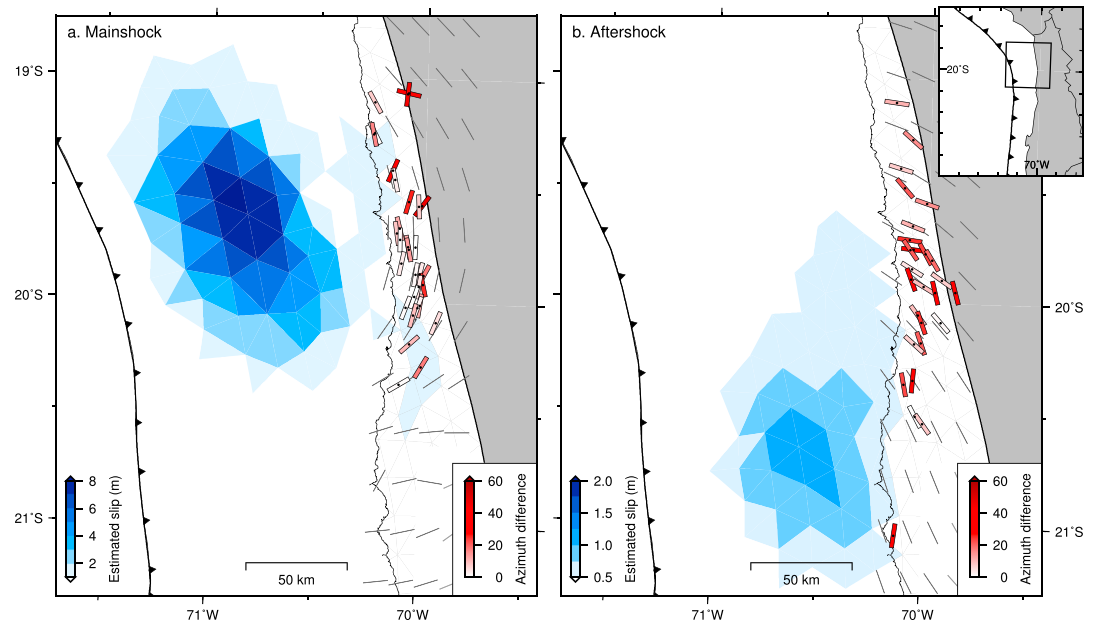 a. Mainshock
b. Aftershock
19˚S
20˚S
21˚S
71˚W
70˚W
8
6
4
2
Estimated slip (m)
50 km
60
40
20
0
Azimuth difference
2.0
1.5
1.0
0.5
Estimated slip (m)
50 km
60
40
20
0
Azimuth difference
20˚S
21˚S
71˚W
70˚W
20˚S
70˚W